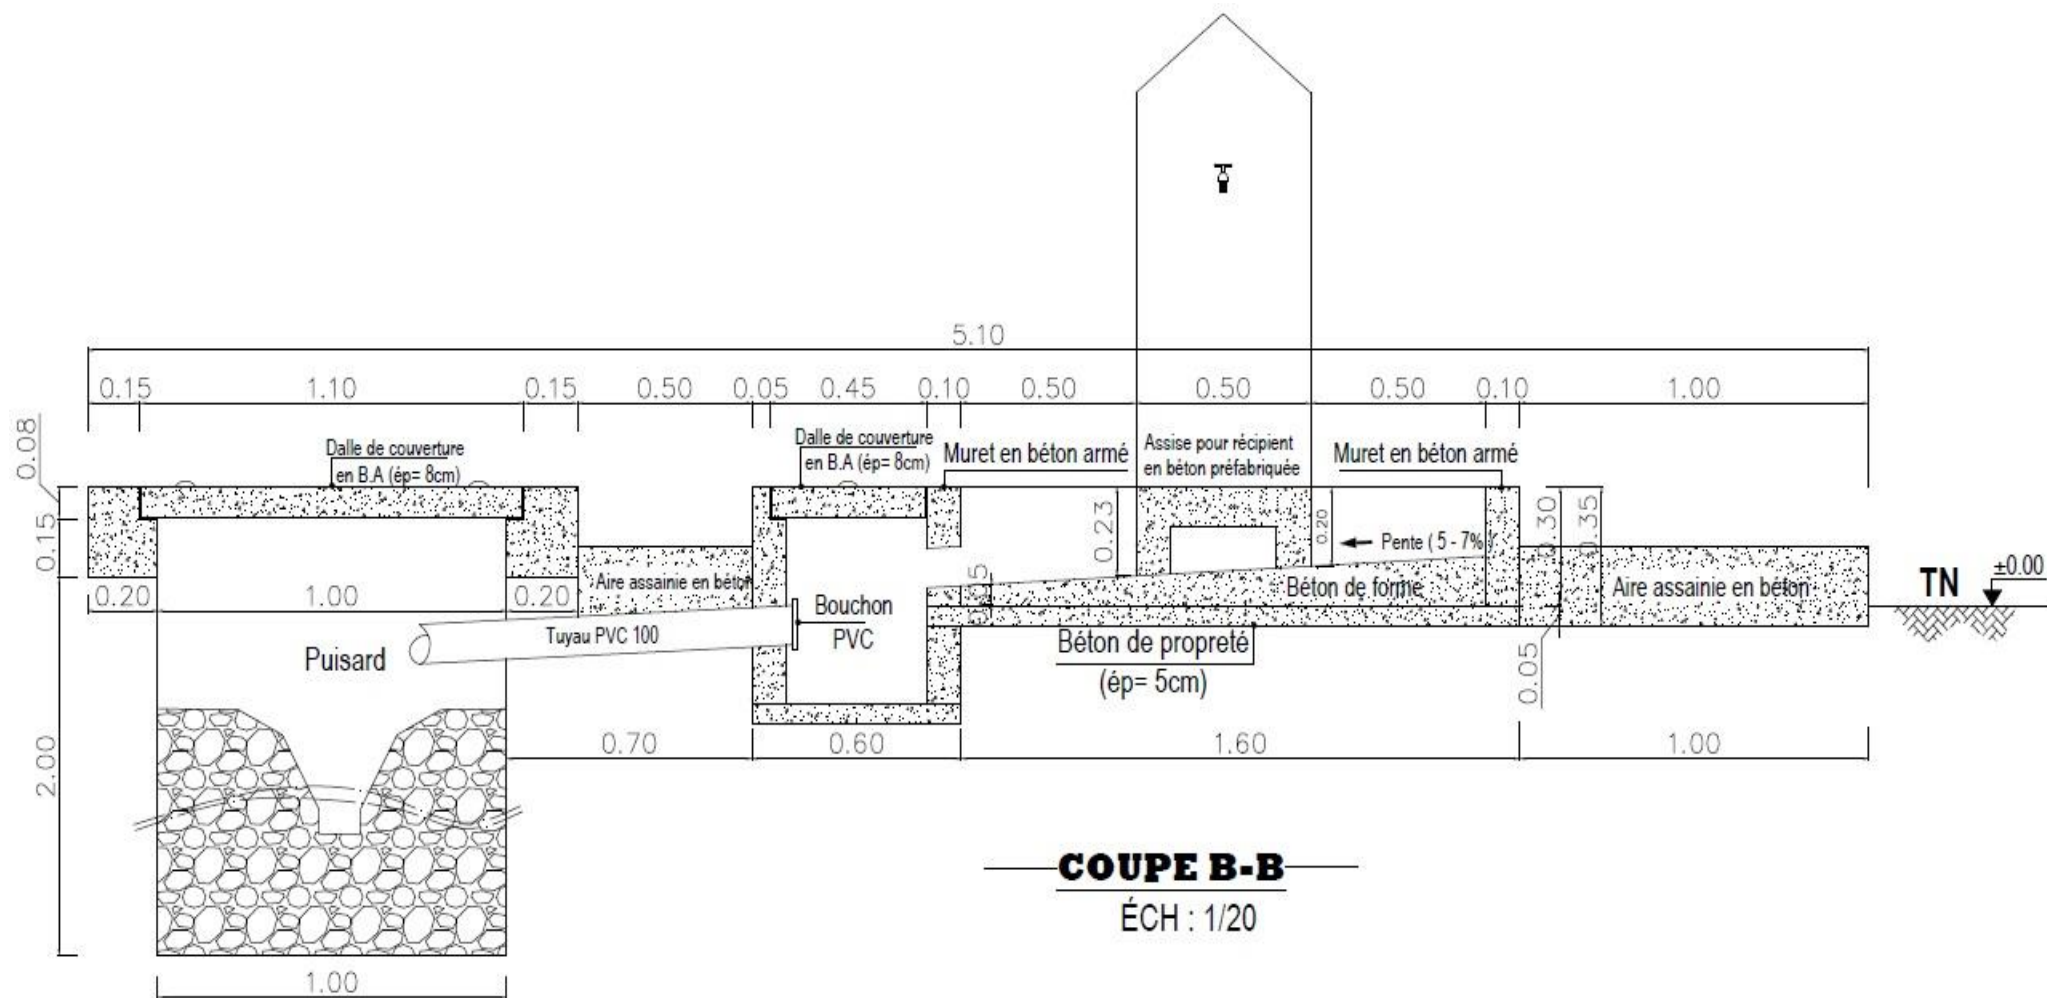 5.10
0.15 1.10 0.15 0.50 0.05 0.45 0.10 0.50 0.50 0.50 0.10 1.00
0.08
Dalle de couverture
en B.A (ép= 8cm)
Dalle de couverture
en B.A (ép= 8cm)
Muret en béton armé
Assise pour récipient
en béton préfabriquée
Muret en béton armé
0.15
0.23
0.20
Pente ( 5 - 7% )
0.30
0.35
0.20 1.00 0.20
Aire assainie en béton
0.05
Béton de forme
Aire assainie en béton
TN
±0.00
Bouchon
PVC
Tuyau PVC 100
Puisard
Béton de propreté
(ép= 5cm)
0.05
2.00
0.70 0.60 1.60 1.00
COUPE B-B
ÉCH : 1/20
1.00